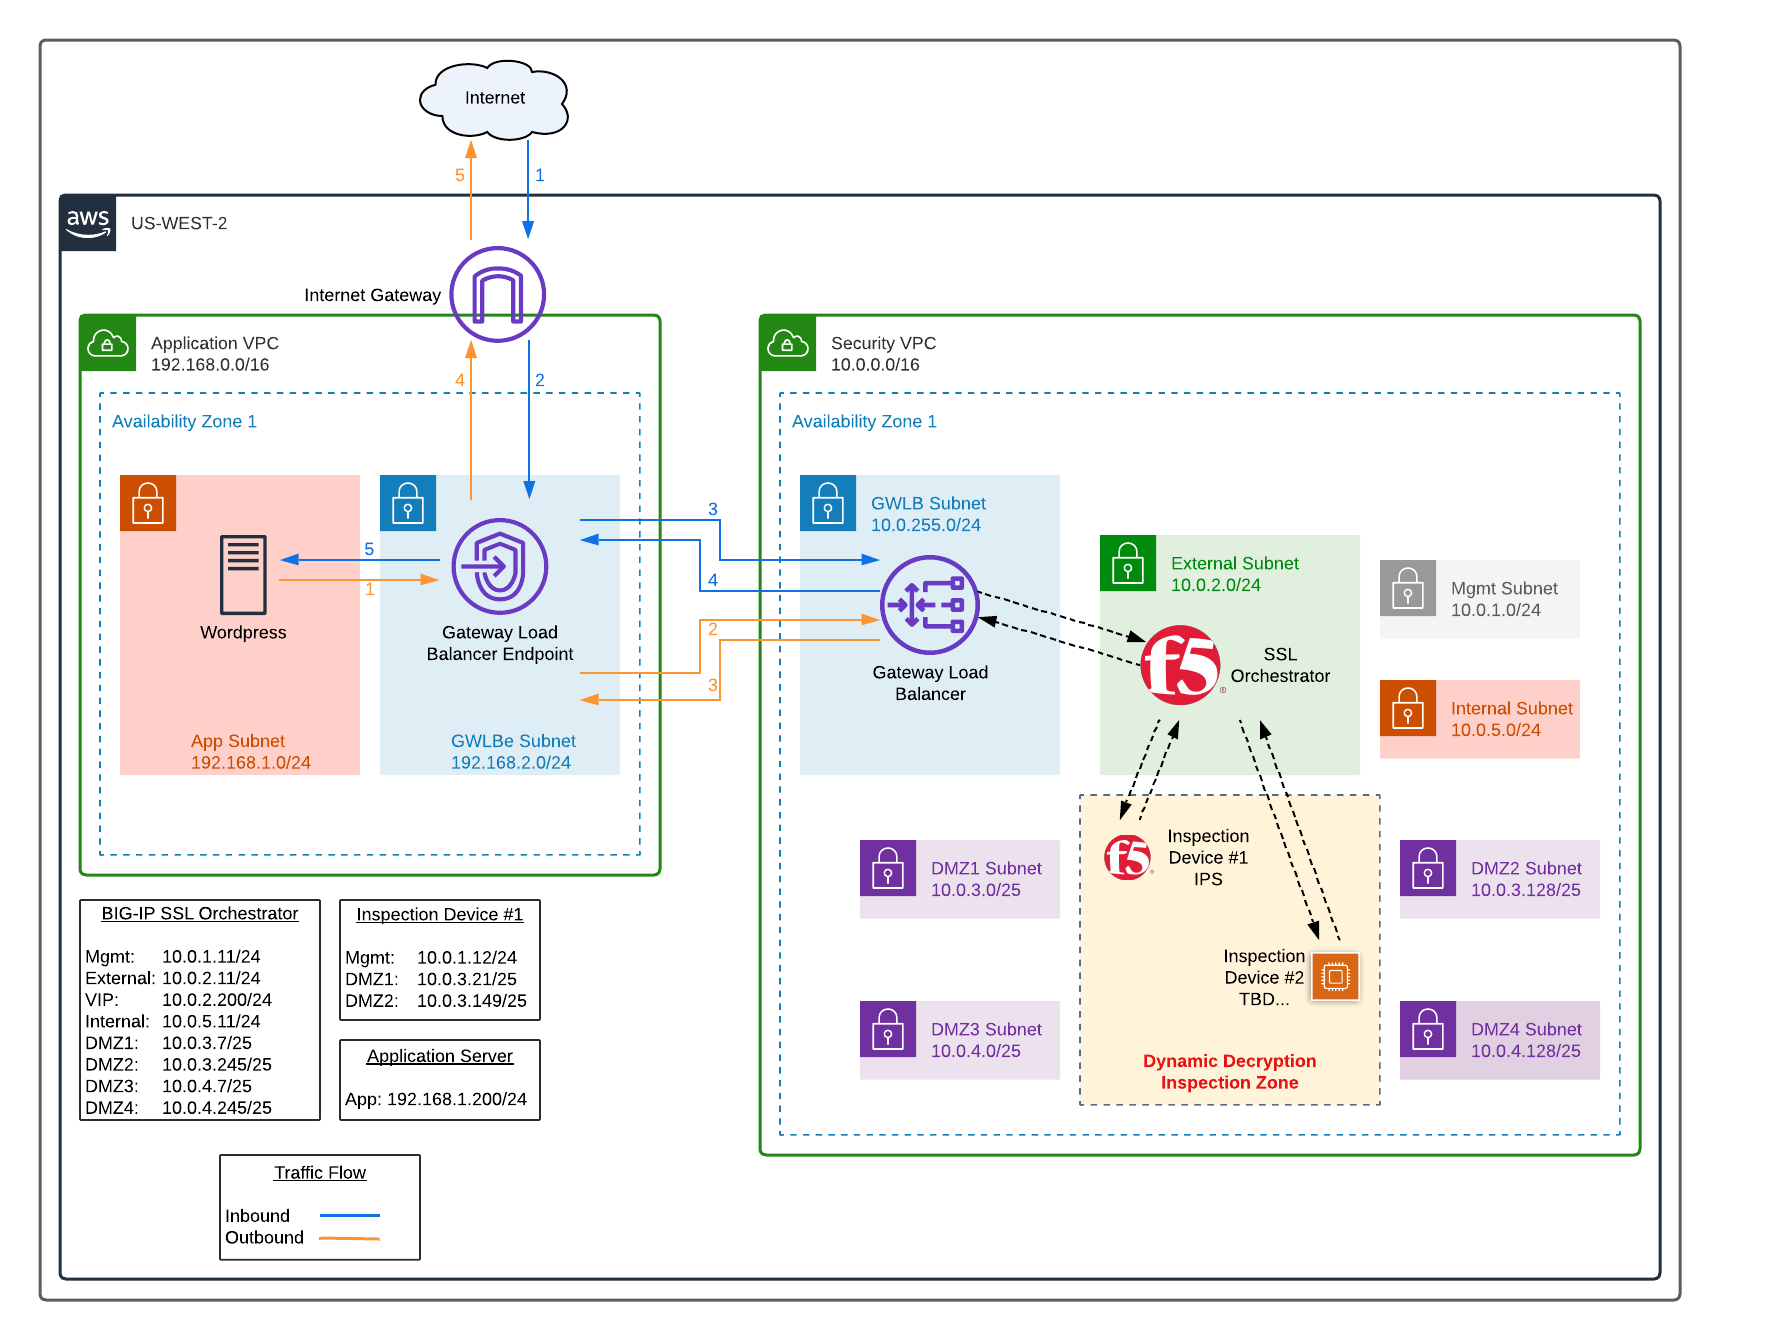 Internet
5
1
aws
US-WEST-2
Internet Gateway
Application VPC
192.168.0.0/16
4
2
Availability Zone 1
5
1
Wordpress
Gateway Load
Balancer Endpoint
App Subnet
192.168.1.0/24
GWLBe Subnet
192.168.2.0/24
3
4
2
3
Security VPC
10.0.0.0/16
Availability Zone 1
GWLB Subnet
10.0.255.0/24
Gateway Load
Balancer
External Subnet
10.0.2.0/24
f5
®
SSL
Orchestrator
Mgmt Subnet
10.0.1.0/24
Internal Subnet
10.0.5.0/24
DMZ1 Subnet
10.0.3.0/25
f5
Inspection
Device #1
IPS
DMZ2 Subnet
10.0.3.128/25
Inspection
Device #2
TBD...
DMZ3 Subnet
10.0.4.0/25
DMZ4 Subnet
10.0.4.128/25
Dynamic Decryption
Inspection Zone
BIG-IP SSL Orchestrator
Mgmt: 10.0.1.11/24
External: 10.0.2.11/24
VIP: 10.0.2.200/24
Internal: 10.0.5.11/24
DMZ1: 10.0.3.7/25
DMZ2: 10.0.3.245/25
DMZ3: 10.0.4.7/25
DMZ4: 10.0.4.245/25
Inspection Device #1
Mgmt: 10.0.1.12/24
DMZ1: 10.0.3.21/25
DMZ2: 10.0.3.149/25
Application Server
App: 192.168.1.200/24
Traffic Flow
Inbound
Outbound